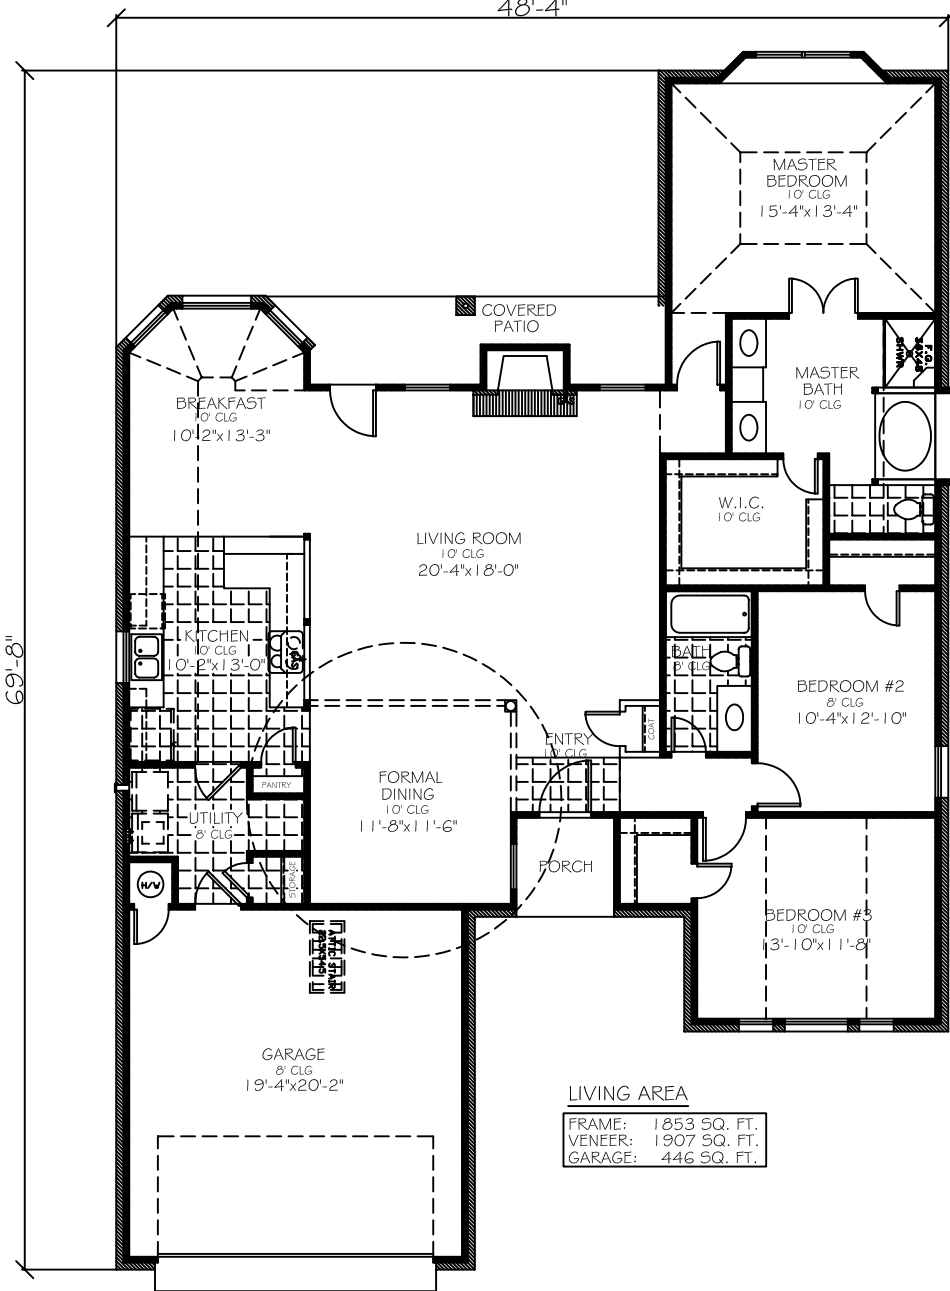 48'-4"
69'-8"
MASTER
BEDROOM
10' CLG
15'-4"x13'-4"
COVERED
PATIO
F.G.
36X48
SHWR
MASTER
BATH
10' CLG
BREAKFAST
10' CLG
10'-2"x13'-3"
W.I.C.
10' CLG
LIVING ROOM
10' CLG
20'-4"x18'-0"
KITCHEN
10' CLG
10'-2"x13'-0"
GAS
BATH
8' CLG
BEDROOM #2
8' CLG
10'-4"x12'-10"
COAT
ENTRY
10' CLG
PANTRY
FORMAL
DINING
10' CLG
11'-8"x11'-6"
UTILITY
8' CLG
A/H
STORAGE
PORCH
BEDROOM #3
10' CLG
13'-10"x11'-8"
ATTIC STAIR
GARAGE
8' CLG
19'-4"x20'-2"
LIVING AREA
FRAME: 1853 SQ. FT.
VENEER: 1907 SQ. FT.
GARAGE: 446 SQ. FT.